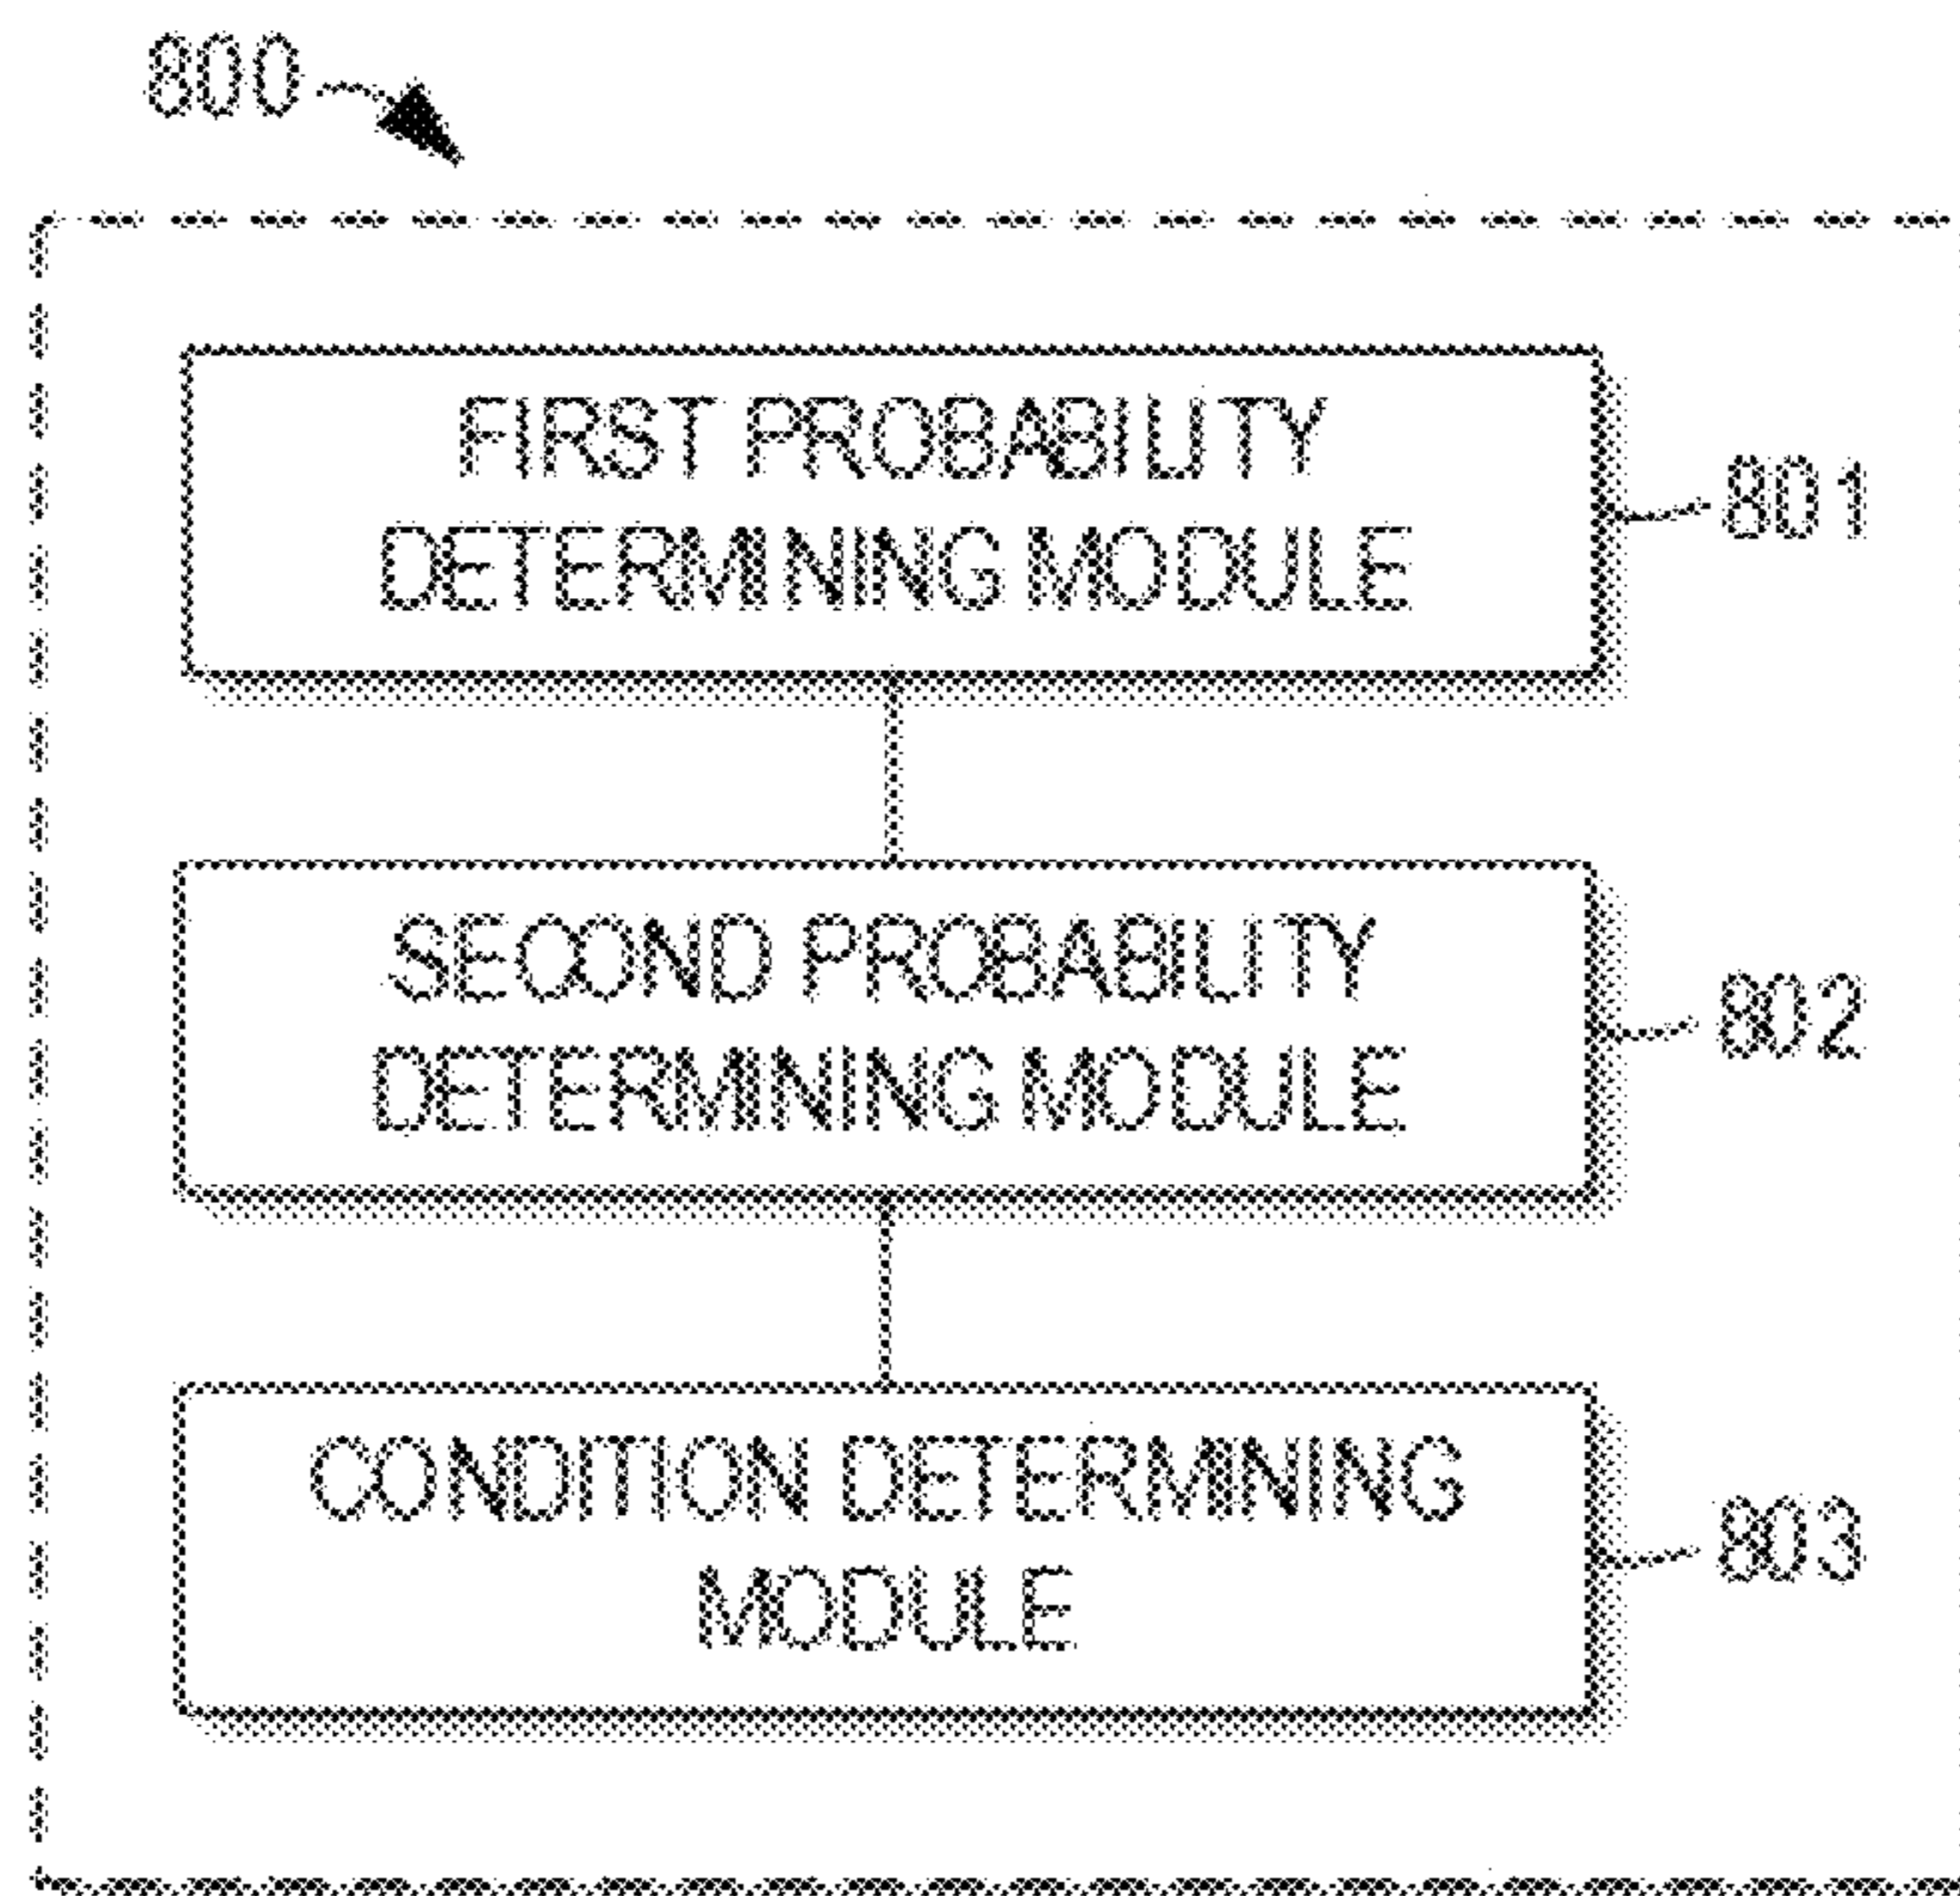 800
FIRST PROBABILITY
DETERMINING MODULE
801
SECOND PROBABILITY
DETERMINING MODULE
802
CONDITION DETERMINING
MODULE
803